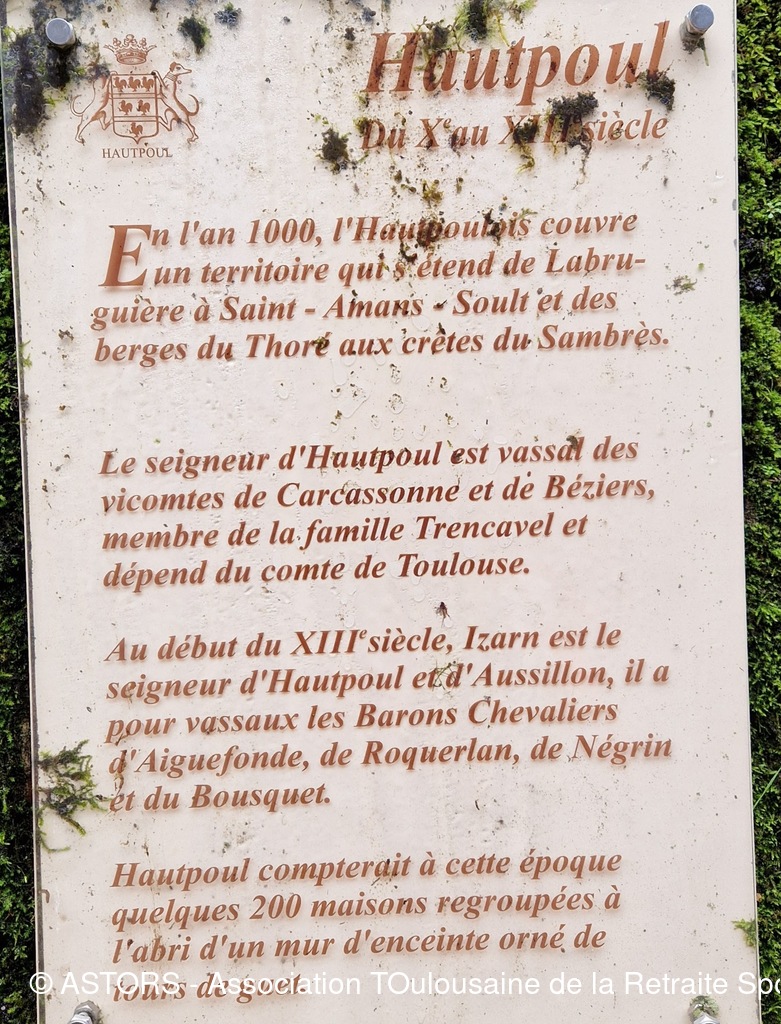 Hautpoul
Du Xe au XIIIe siècle
HAUTPOUL
En l'an 1000, l'Hautpoulois couvre
un territoire qui s'étend de Labru-
guière à Saint - Amans - Soult et des
berges du Thoré aux crètes du Sambrès.
Le seigneur d'Hautpoul est vassal des
vicomtes de Carcassonne et de Béziers,
membre de la famille Trencavel et
dépend du comte de Toulouse.
Au début du XIIIe siècle, Izarn est le
seigneur d'Hautpoul et d'Aussillon, il a
pour vassaux les Barons Chevaliers
d'Aiguefonde, de Roquerlan, de Négrin
et du Bousquet.
Hautpoul compterait à cette époque
quelques 200 maisons regroupées à
l'abri d'un mur d'enceinte orné de
tours de guet.
© ASTORS - Association TOulousaine de la Retraite Spo